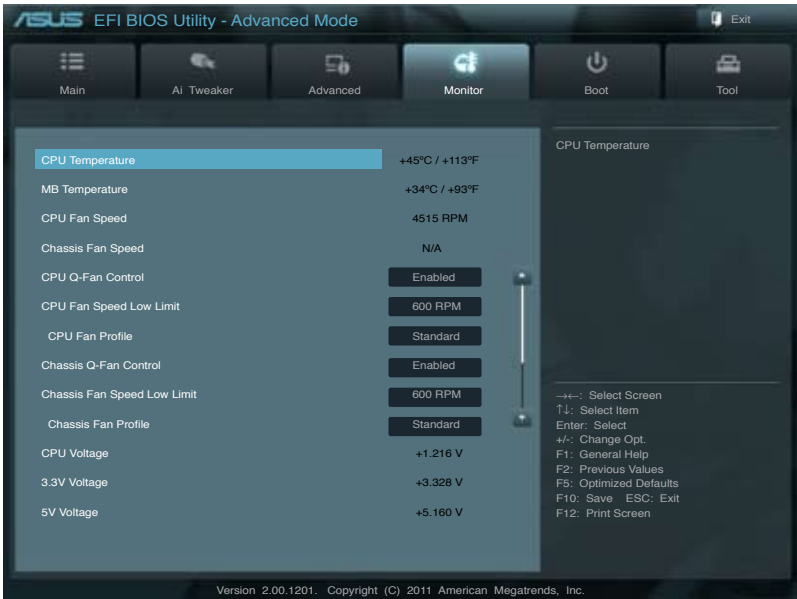 ASUS EFI BIOS Utility - Advanced Mode
Exit
Main
Ai Tweaker
Advanced
Monitor
Boot
Tool
CPU Temperature +45ºC / +113ºF
MB Temperature +34ºC / +93ºF
CPU Fan Speed 4515 RPM
Chassis Fan Speed N/A
CPU Q-Fan Control Enabled
CPU Fan Speed Low Limit 600 RPM
CPU Fan Profile Standard
Chassis Q-Fan Control Enabled
Chassis Fan Speed Low Limit 600 RPM
Chassis Fan Profile Standard
CPU Voltage +1.216 V
3.3V Voltage +3.328 V
5V Voltage +5.160 V
CPU Temperature
→←: Select Screen
↑↓: Select Item
Enter: Select
+/-: Change Opt.
F1: General Help
F2: Previous Values
F5: Optimized Defaults
F10: Save ESC: Exit
F12: Print Screen
Version 2.00.1201. Copyright (C) 2011 American Megatrends, Inc.